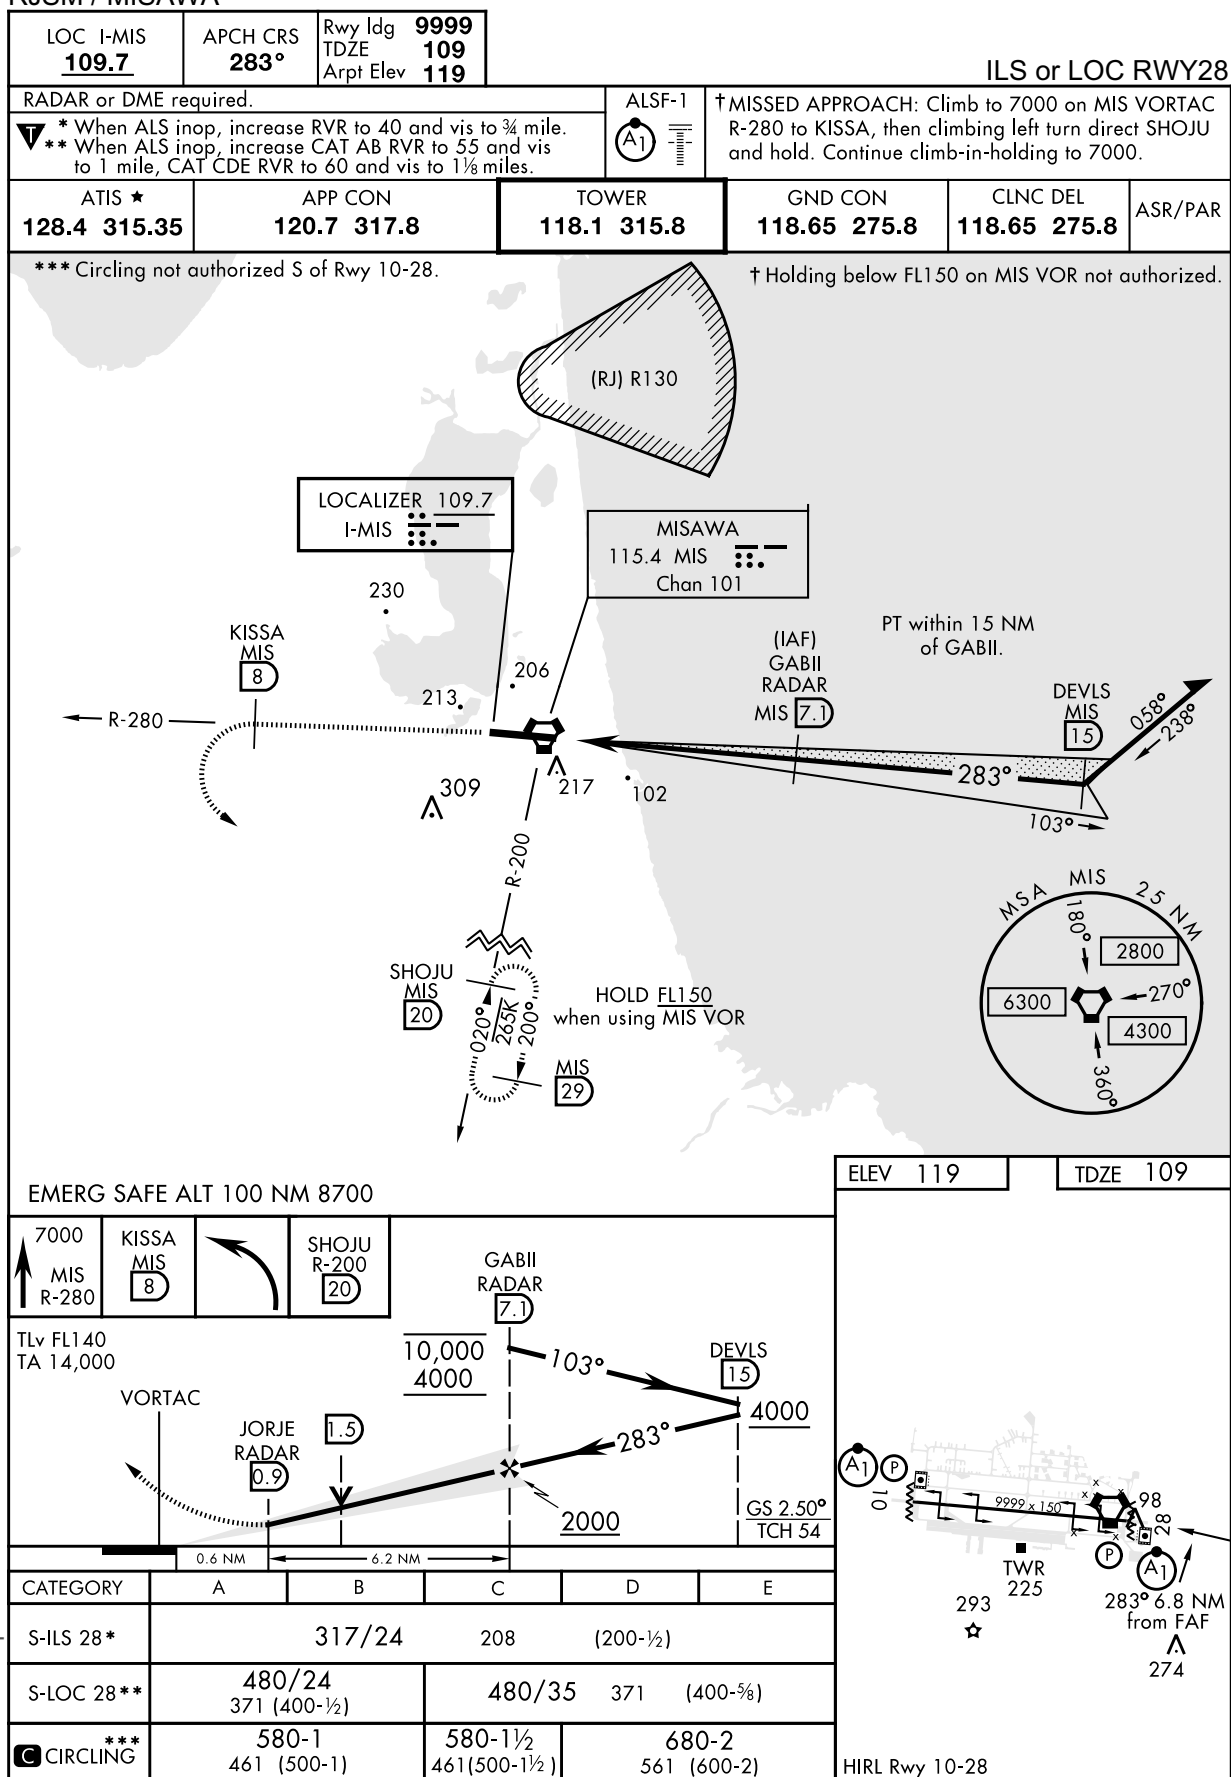 LOC I-MIS
109.7
APCH CRS
283°
Rwy ldg 9999
TDZE 109
Arpt Elev 119
ILS or LOC RWY28
RADAR or DME required.
T * When ALS inop, increase RVR to 40 and vis to ¾ mile.
** When ALS inop, increase CAT AB RVR to 55 and vis
to 1 mile, CAT CDE RVR to 60 and vis to 1⅛ miles.
ALSF-1
A1
† MISSED APPROACH: Climb to 7000 on MIS VORTAC
R-280 to KISSA, then climbing left turn direct SHOJU
and hold. Continue climb-in-holding to 7000.
ATIS ★
128.4 315.35
APP CON
120.7 317.8
TOWER
118.1 315.8
GND CON
118.65 275.8
CLNC DEL
118.65 275.8
ASR/PAR
*** Circling not authorized S of Rwy 10-28.
† Holding below FL150 on MIS VOR not authorized.
(RJ) R130
LOCALIZER 109.7
I-MIS
MISAWA
115.4 MIS
Chan 101
230
KISSA
MIS
8
206
213
R-280
(IAF)
GABII
RADAR
MIS 7.1
PT within 15 NM
of GABII.
DEVLS
MIS
15
058°
238°
283°
103°
309
217
102
R-200
SHOJU
MIS
20
020°
265K
200°
HOLD FL150
when using MIS VOR
MIS
29
MSA MIS 25 NM
180°
2800
6300
270°
4300
360°
EMERG SAFE ALT 100 NM 8700
ELEV 119
TDZE 109
7000
MIS
R-280
KISSA
MIS
8
SHOJU
R-200
20
TLv FL140
TA 14,000
GABII
RADAR
7.1
10,000
4000
103°
DEVLS
15
4000
283°
VORTAC
JORJE
RADAR
0.9
1.5
2000
GS 2.50°
TCH 54
0.6 NM
6.2 NM
A1 P
10
9999 x 150
x
x
x
x
x
x
98
28
TWR
225
P
A1
293
283° 6.8 NM
from FAF
274
HIRL Rwy 10-28
CATEGORY A B C D E
S-ILS 28* 317/24 208 (200-½)
S-LOC 28** 480/24 480/35 371 (400-⅝)
371 (400-½)
C CIRCLING *** 580-1 580-1½ 680-2
461 (500-1) 461(500-1½) 561 (600-2)